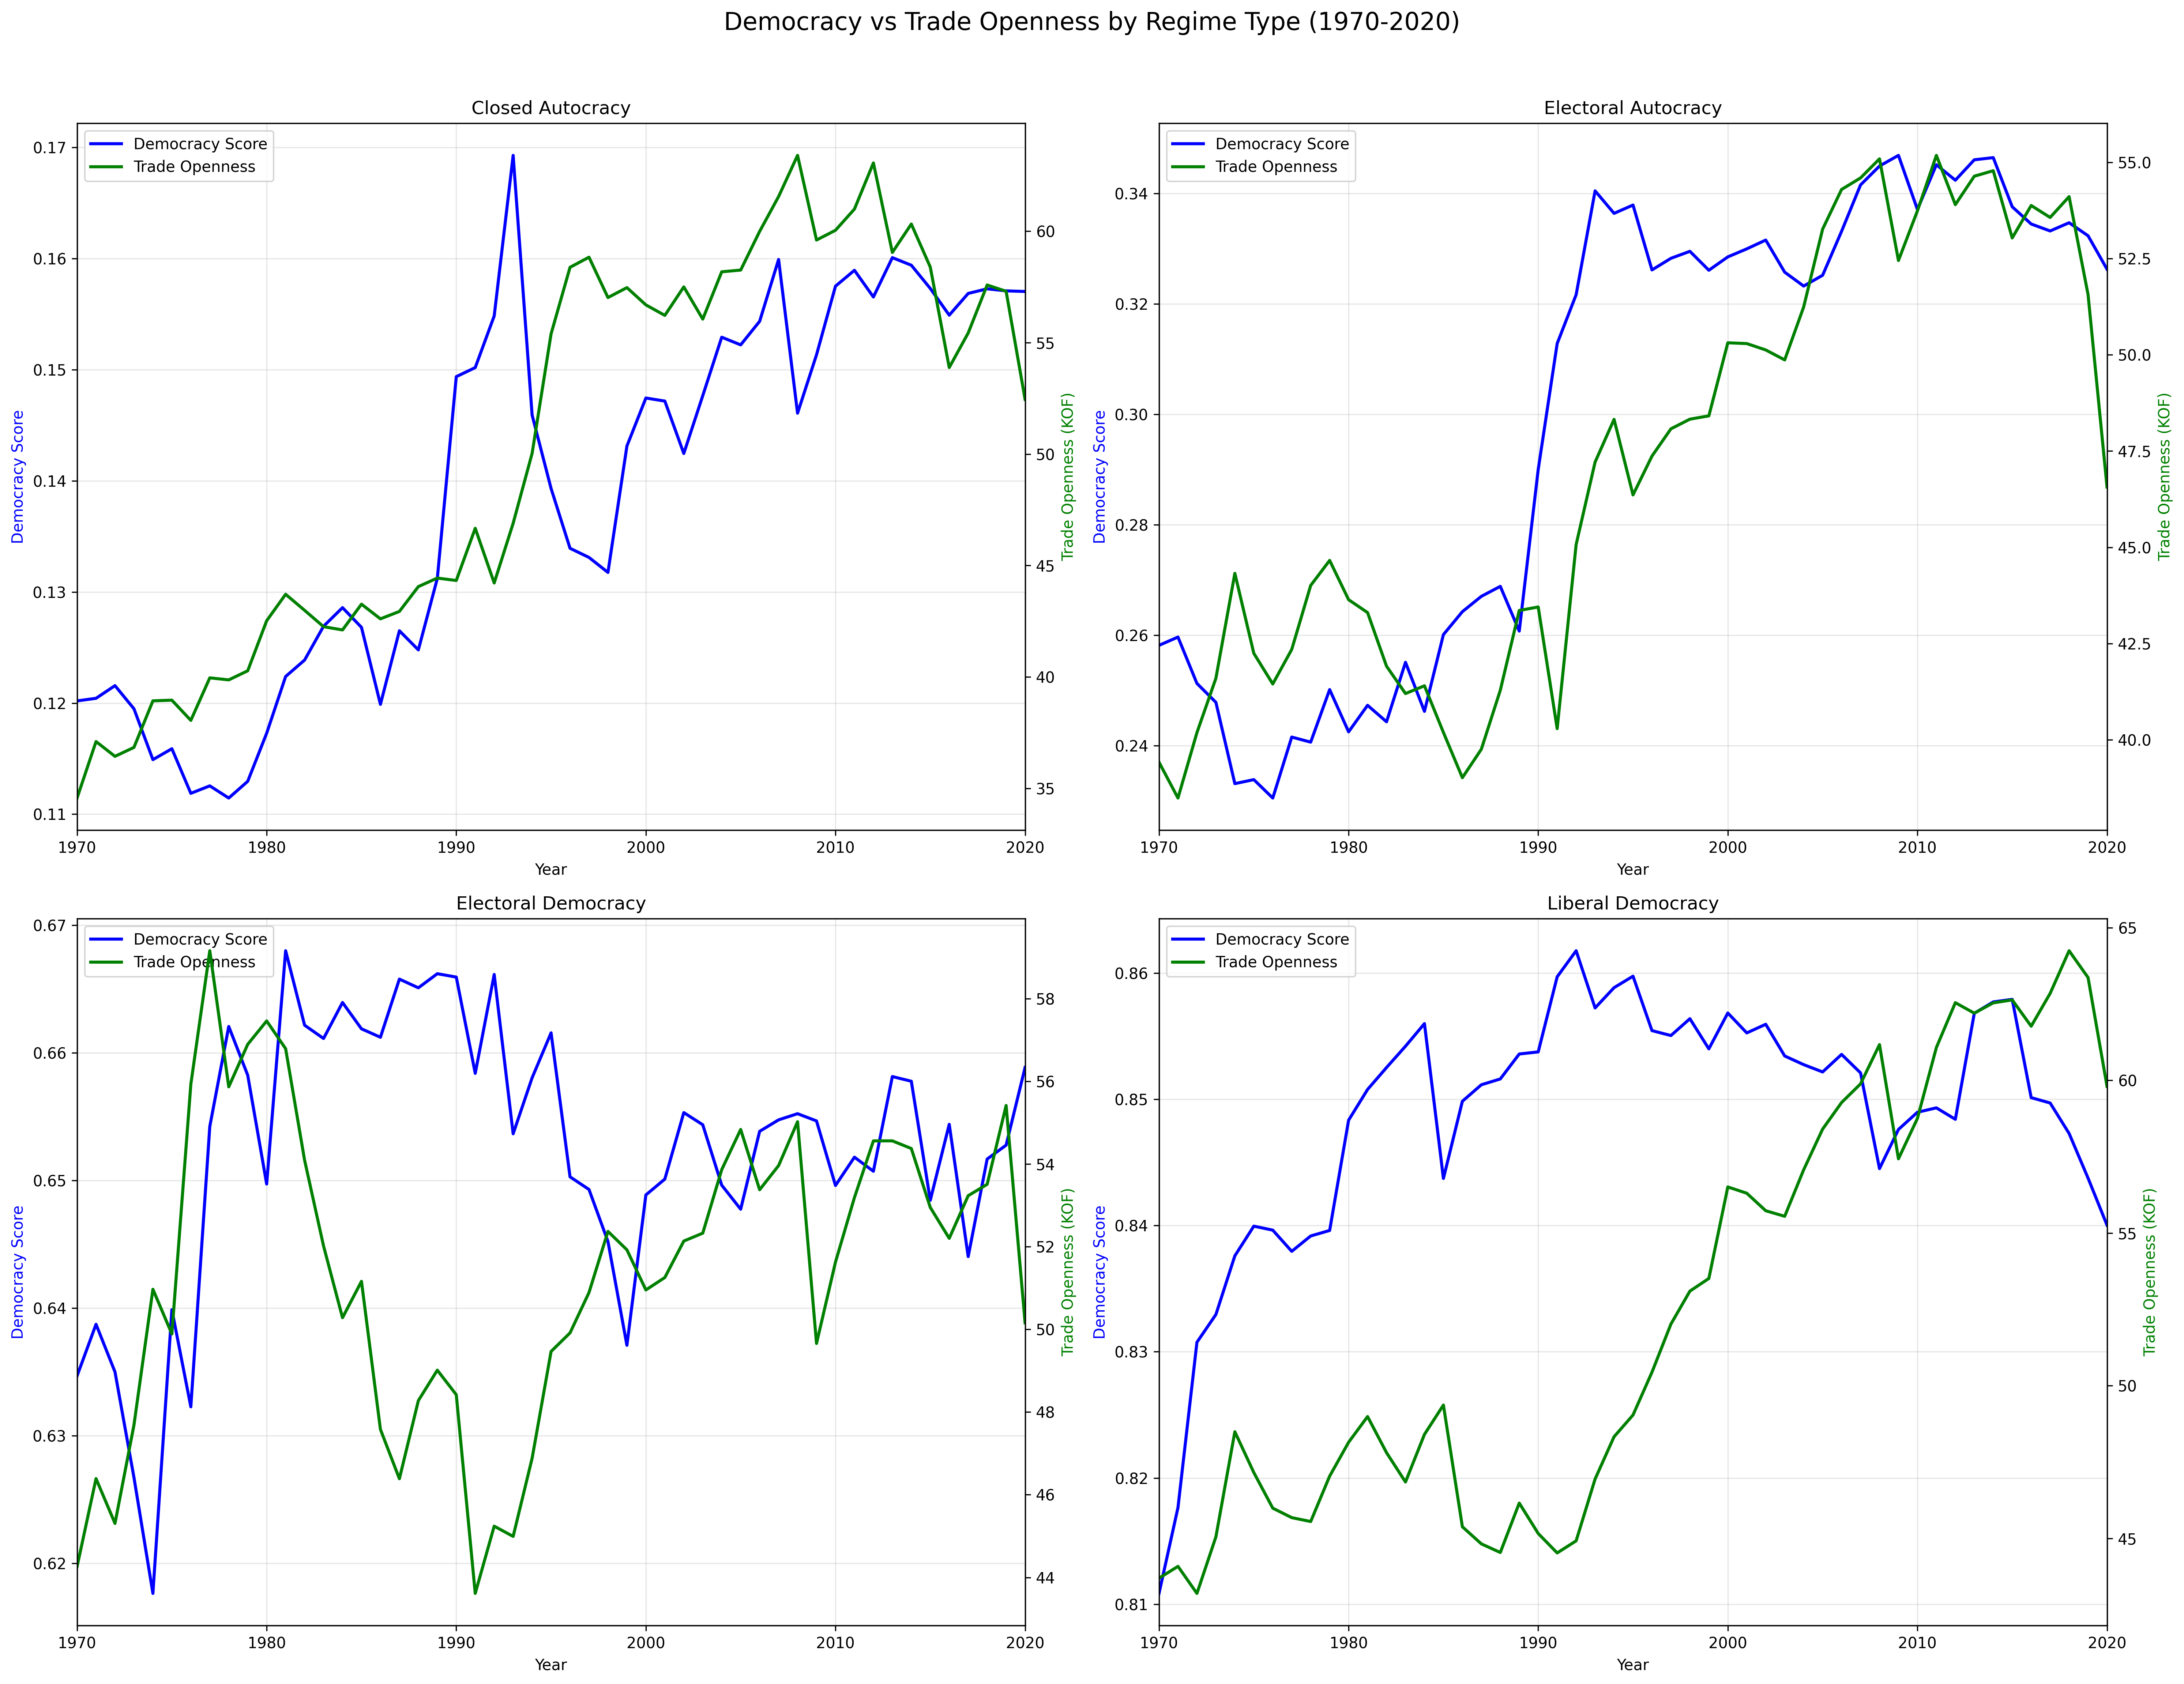 Democracy vs Trade Openness by Regime Type (1970-2020)
Closed Autocracy
Democracy Score
Trade Openness
0.17
0.16
0.15
0.14
0.13
0.12
0.11
Democracy Score
60
55
50
45
40
35
Trade Openness (KOF)
1970 1980 1990 2000 2010 2020
Year
Electoral Autocracy
Democracy Score
Trade Openness
0.34
0.32
0.30
0.28
0.26
0.24
Democracy Score
55.0
52.5
50.0
47.5
45.0
42.5
40.0
Trade Openness (KOF)
1970 1980 1990 2000 2010 2020
Year
Electoral Democracy
Democracy Score
Trade Openness
0.67
0.66
0.65
0.64
0.63
0.62
Democracy Score
58
56
54
52
50
48
46
44
Trade Openness (KOF)
1970 1980 1990 2000 2010 2020
Year
Liberal Democracy
Democracy Score
Trade Openness
0.86
0.85
0.84
0.83
0.82
0.81
Democracy Score
65
60
55
50
45
Trade Openness (KOF)
1970 1980 1990 2000 2010 2020
Year